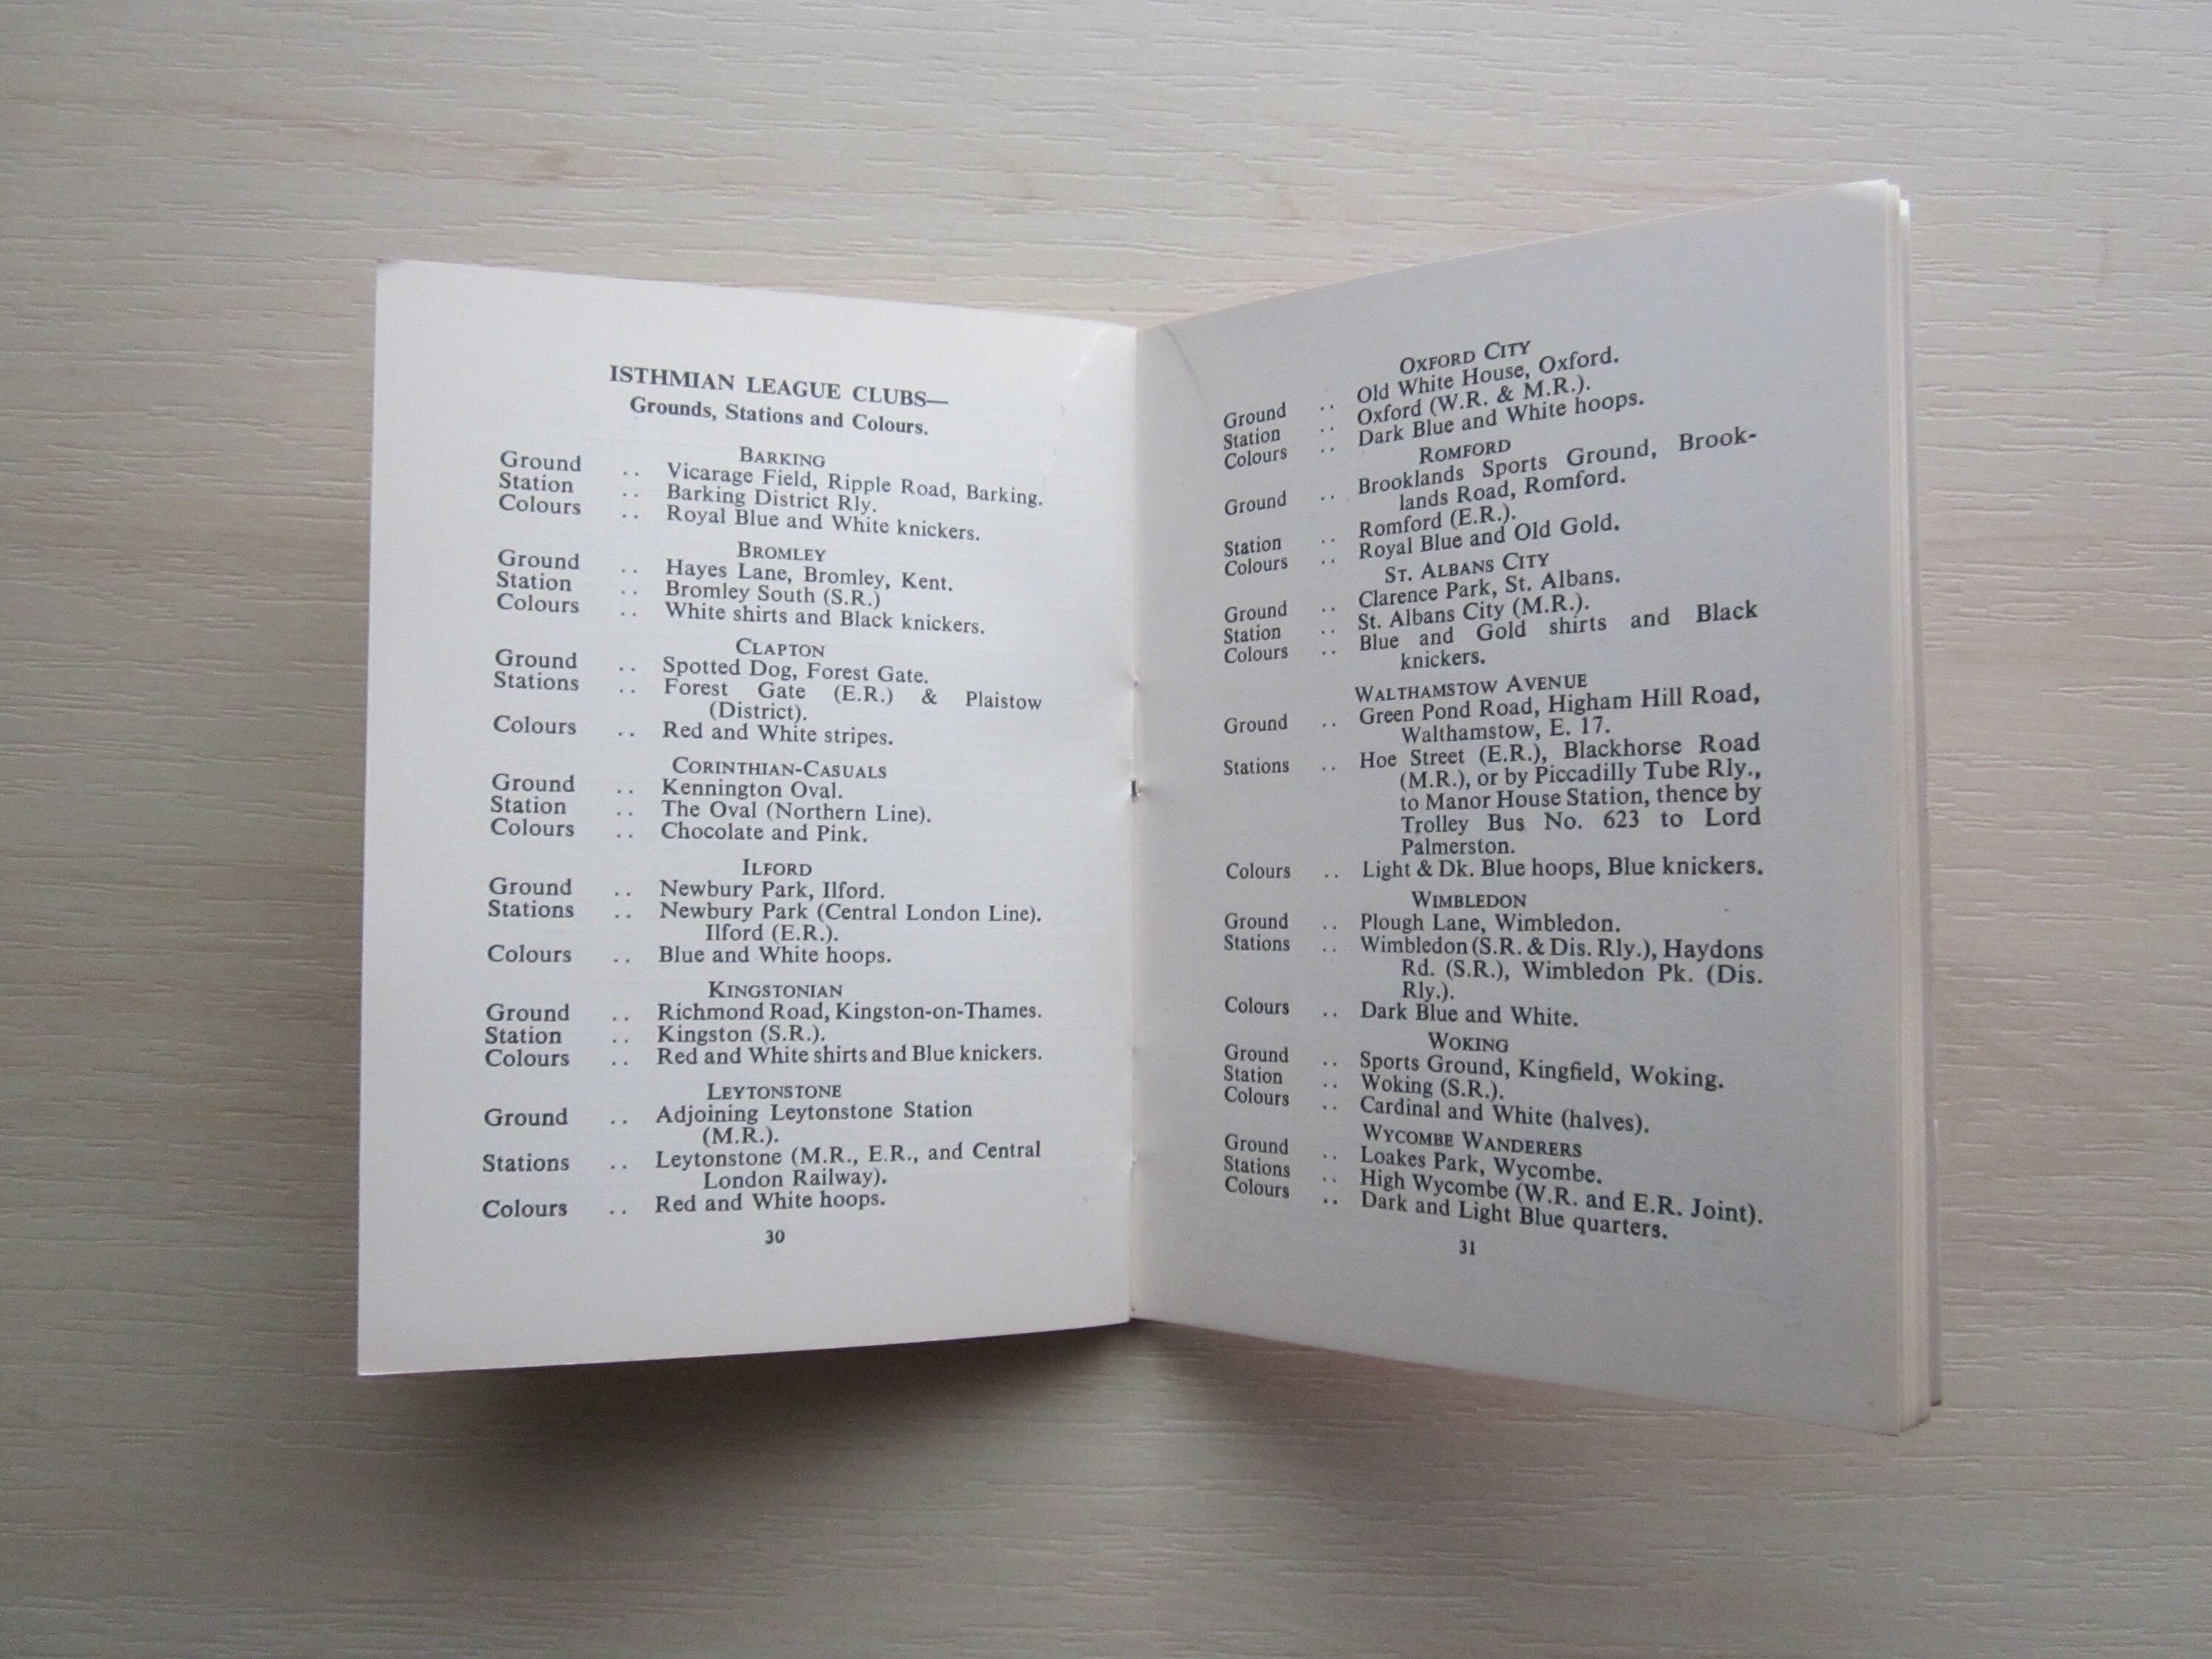 ISTHMIAN LEAGUE CLUBS—
Grounds, Stations and Colours.
BARKING
Ground .. Vicarage Field, Ripple Road, Barking.
Station .. Barking District Rly.
Colours .. Royal Blue and White knickers.
BROMLEY
Ground .. Hayes Lane, Bromley, Kent.
Station .. Bromley South (S.R.)
Colours .. White shirts and Black knickers.
CLAPTON
Ground .. Spotted Dog, Forest Gate.
Stations .. Forest Gate (E.R.) & Plaistow
(District).
Colours .. Red and White stripes.
CORINTHIAN-CASUALS
Ground .. Kennington Oval.
Station .. The Oval (Northern Line).
Colours .. Chocolate and Pink.
ILFORD
Ground .. Newbury Park, Ilford.
Stations .. Newbury Park (Central London Line).
Ilford (E.R.).
Colours .. Blue and White hoops.
KINGSTONIAN
Ground .. Richmond Road, Kingston-on-Thames.
Station .. Kingston (S.R.).
Colours .. Red and White shirts and Blue knickers.
LEYTONSTONE
Ground .. Adjoining Leytonstone Station
(M.R.).
Stations .. Leytonstone (M.R., E.R., and Central
London Railway).
Colours .. Red and White hoops.
30
OXFORD CITY
Ground .. Old White House, Oxford.
Station .. Oxford (W.R. & M.R.).
Colours .. Dark Blue and White hoops.
ROMFORD
Ground .. Brooklands Sports Ground, Brook-
lands Road, Romford.
Station .. Romford (E.R.).
Colours .. Royal Blue and Old Gold.
ST. ALBANS CITY
Ground .. Clarence Park, St. Albans.
Station .. St. Albans City (M.R.).
Colours .. Blue and Gold shirts and Black
knickers.
WALTHAMSTOW AVENUE
Ground .. Green Pond Road, Higham Hill Road,
Walthamstow, E. 17.
Stations .. Hoe Street (E.R.), Blackhorse Road
(M.R.), or by Piccadilly Tube Rly.,
to Manor House Station, thence by
Trolley Bus No. 623 to Lord
Palmerston.
Colours .. Light & Dk. Blue hoops, Blue knickers.
WIMBLEDON
Ground .. Plough Lane, Wimbledon.
Stations .. Wimbledon (S.R. & Dis. Rly.), Haydons
Rd. (S.R.), Wimbledon Pk. (Dis.
Rly.).
Colours .. Dark Blue and White.
WOKING
Ground .. Sports Ground, Kingfield, Woking.
Station .. Woking (S.R.).
Colours .. Cardinal and White (halves).
WYCOMBE WANDERERS
Ground .. Loakes Park, Wycombe.
Stations .. High Wycombe (W.R. and E.R. Joint).
Colours .. Dark and Light Blue quarters.
31